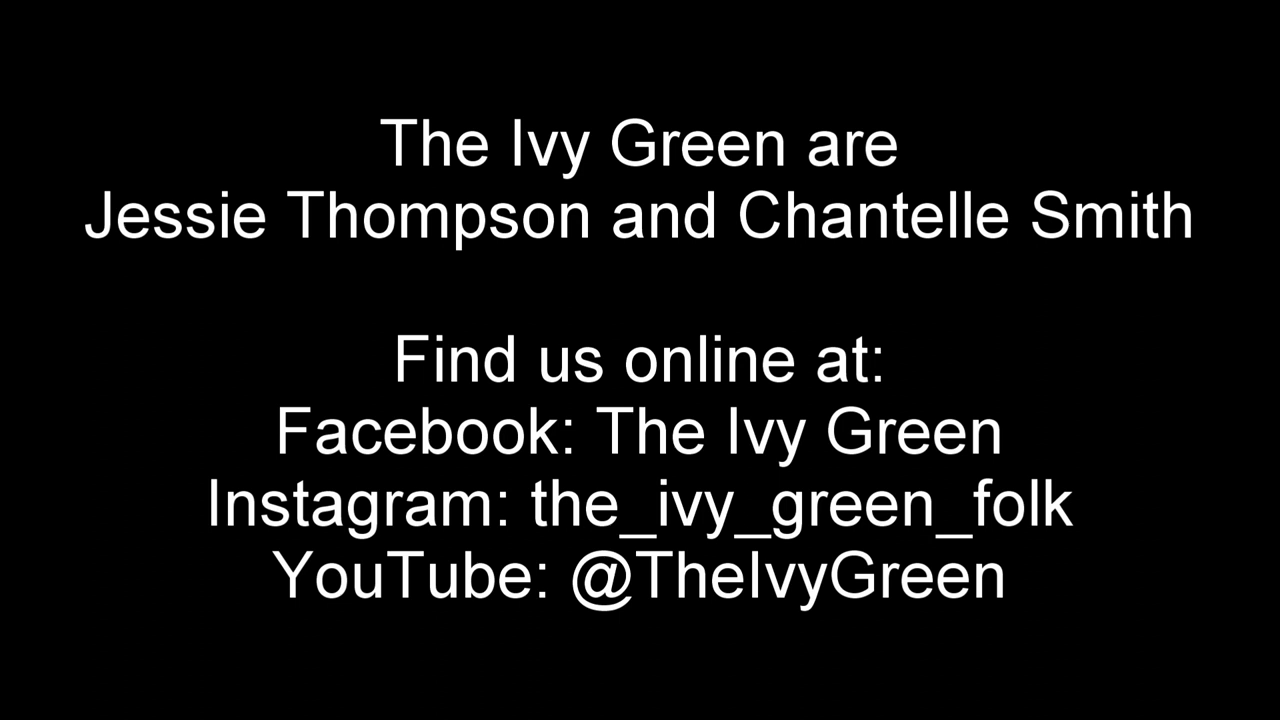 The Ivy Green are
Jessie Thompson and Chantelle Smith
Find us online at:
Facebook: The Ivy Green
Instagram: the_ivy_green_folk
YouTube: @TheIvyGreen